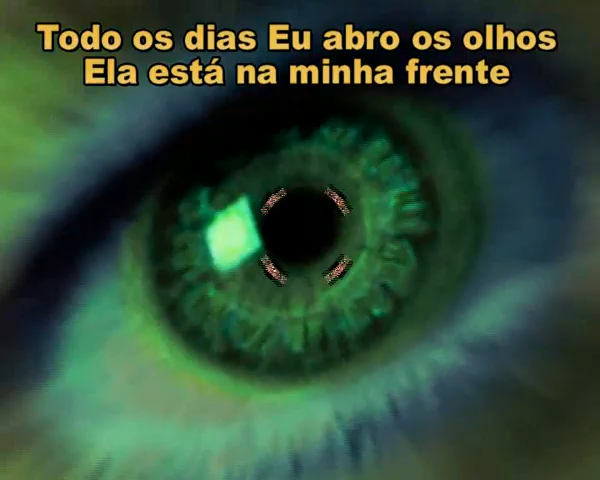 Todo os dias Eu abro os olhos
Ela está na minha frente